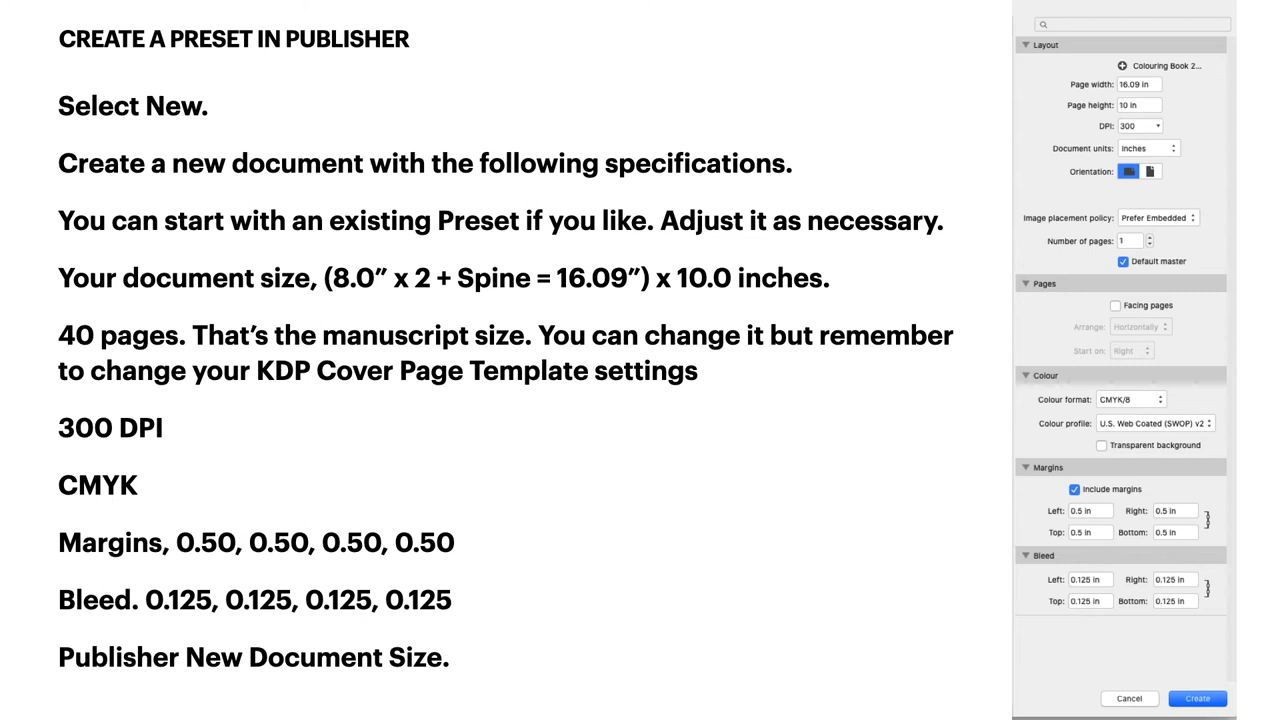 CREATE A PRESET IN PUBLISHER
Select New.
Create a new document with the following specifications.
You can start with an existing Preset if you like. Adjust it as necessary.
Your document size, (8.0” x 2 + Spine = 16.09”) x 10.0 inches.
40 pages. That’s the manuscript size. You can change it but remember
to change your KDP Cover Page Template settings
300 DPI
CMYK
Margins, 0.50, 0.50, 0.50, 0.50
Bleed. 0.125, 0.125, 0.125, 0.125
Publisher New Document Size.
Layout
Colouring Book 2...
Page width: 16.09 in
Page height: 10 in
DPI: 300
Document units: Inches
Orientation:
Image placement policy: Prefer Embedded
Number of pages: 1
Default master
Pages
Facing pages
Arrange: Horizontally
Start on: Right
Colour
Colour format: CMYK/8
Colour profile: U.S. Web Coated (SWOP) v2
Transparent background
Margins
Include margins
Left: 0.5 in Right: 0.5 in
Top: 0.5 in Bottom: 0.5 in
Bleed
Left: 0.125 in Right: 0.125 in
Top: 0.125 in Bottom: 0.125 in
Cancel Create